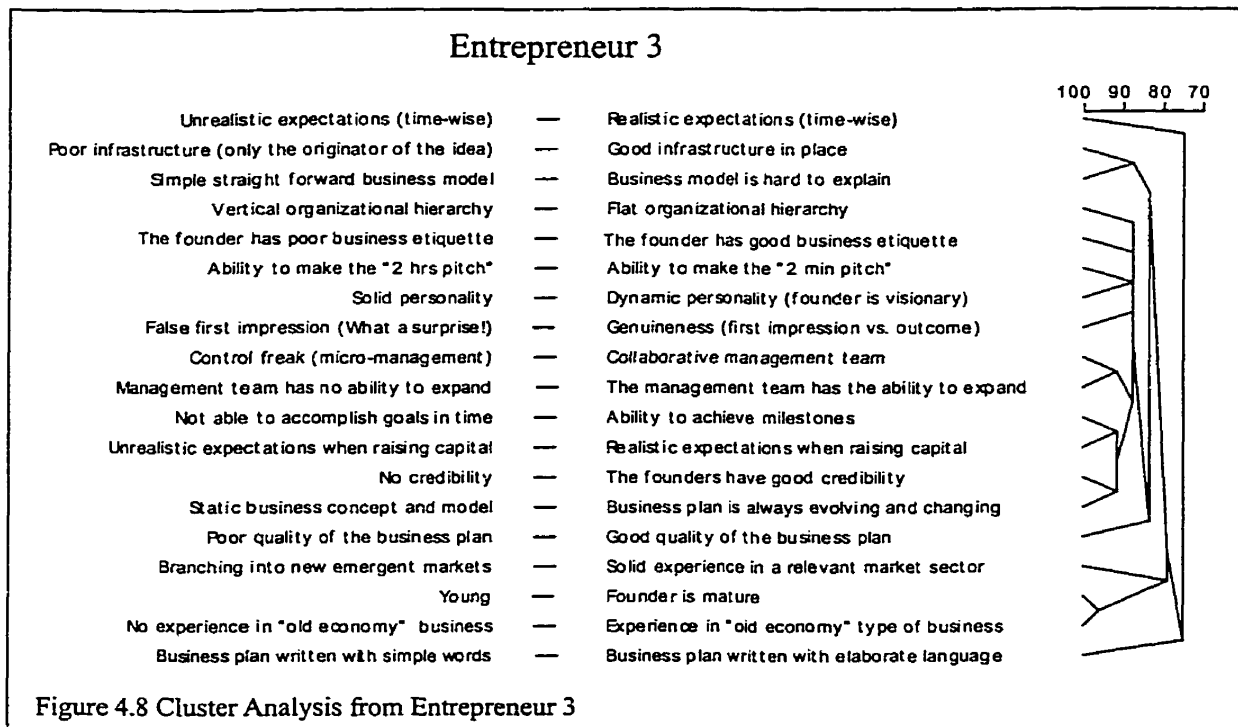 Entrepreneur 3
100 90 80 70
Unrealistic expectations (time-wise) — Realistic expectations (time-wise)
Poor infrastructure (only the originator of the idea) — Good infrastructure in place
Simple straight forward business model — Business model is hard to explain
Vertical organizational hierarchy — Flat organizational hierarchy
The founder has poor business etiquette — The founder has good business etiquette
Ability to make the "2 hrs pitch" — Ability to make the "2 min pitch"
Solid personality — Dynamic personality (founder is visionary)
False first impression (What a surprise!) — Genuineness (first impression vs. outcome)
Control freak (micro-management) — Collaborative management team
Management team has no ability to expand — The management team has the ability to expand
Not able to accomplish goals in time — Ability to achieve milestones
Unrealistic expectations when raising capital — Realistic expectations when raising capital
No credibility — The founders have good credibility
Static business concept and model — Business plan is always evolving and changing
Poor quality of the business plan — Good quality of the business plan
Branching into new emergent markets — Solid experience in a relevant market sector
Young — Founder is mature
No experience in "old economy" business — Experience in "old economy" type of business
Business plan written with simple words — Business plan written with elaborate language
Figure 4.8 Cluster Analysis from Entrepreneur 3